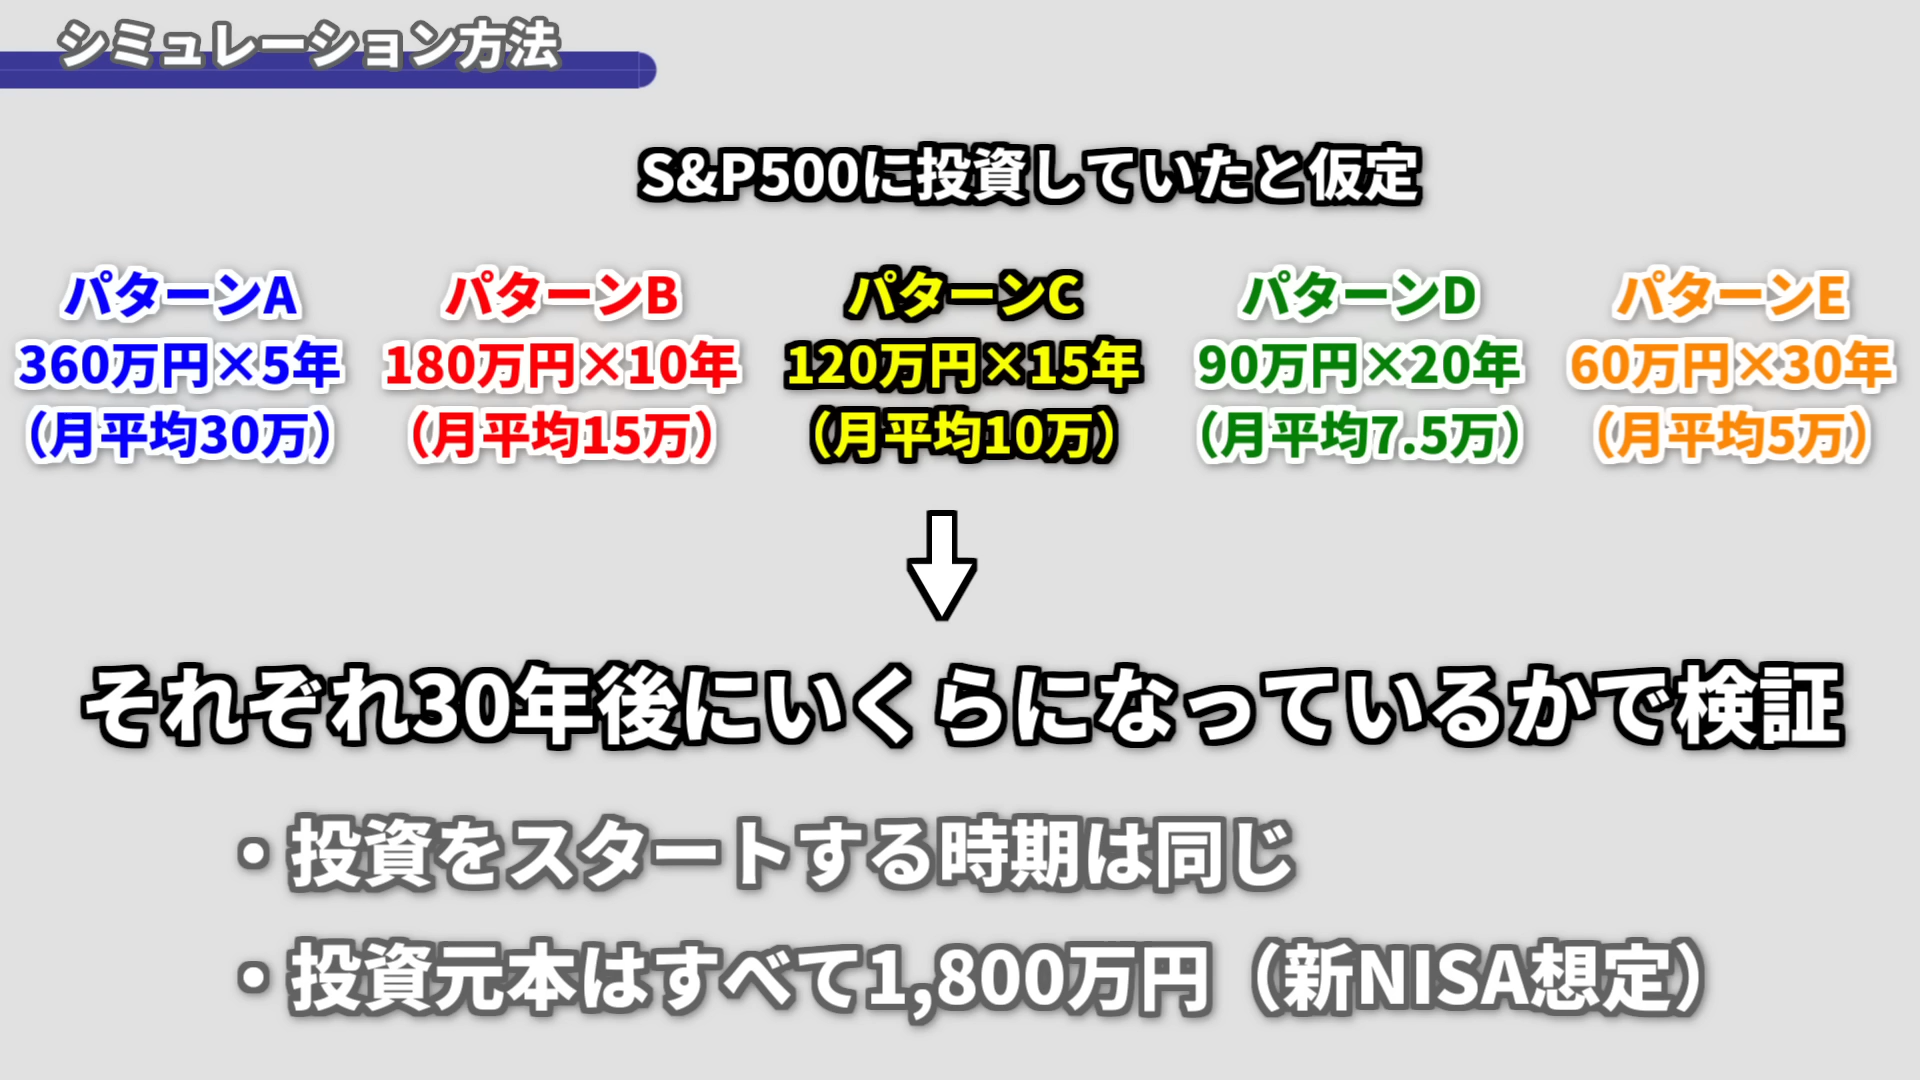 シミュレーション方法
S&P500に投資していたと仮定
パターンA
360万円×5年
（月平均30万）
パターンB
180万円×10年
（月平均15万）
パターンC
120万円×15年
（月平均10万）
パターンD
90万円×20年
（月平均7.5万）
パターンE
60万円×30年
（月平均5万）
それぞれ30年後にいくらになっているかで検証
・投資をスタートする時期は同じ
・投資元本はすべて1,800万円（新NISA想定）